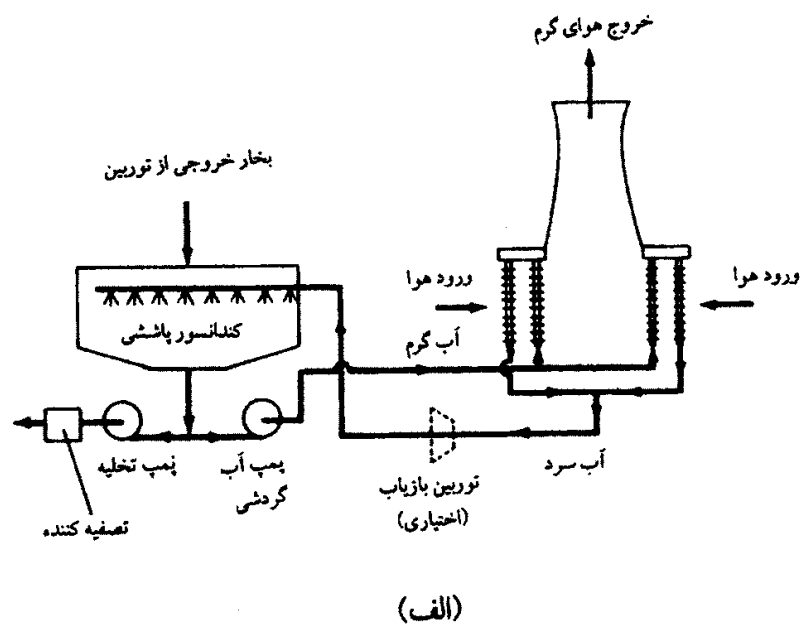 خروج هوای گرم
بخار خروجی از توربین
ورود هوا
ورود هوا
کندانسور پاششی
آب گرم
پمپ تخلیه
پمپ آب
گردشی
آب سرد
توربین بازیاب
(اختیاری)
تصفیه کننده
(الف)